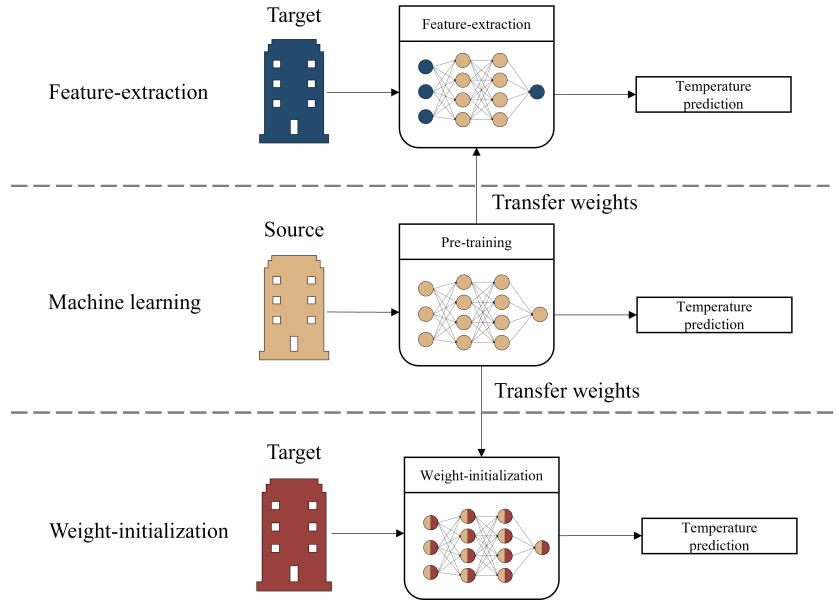 Target
Feature-extraction
Feature-extraction
Temperature
prediction
Transfer weights
Source
Pre-training
Machine learning
Temperature
prediction
Transfer weights
Target
Weight-initialization
Weight-initialization
Temperature
prediction